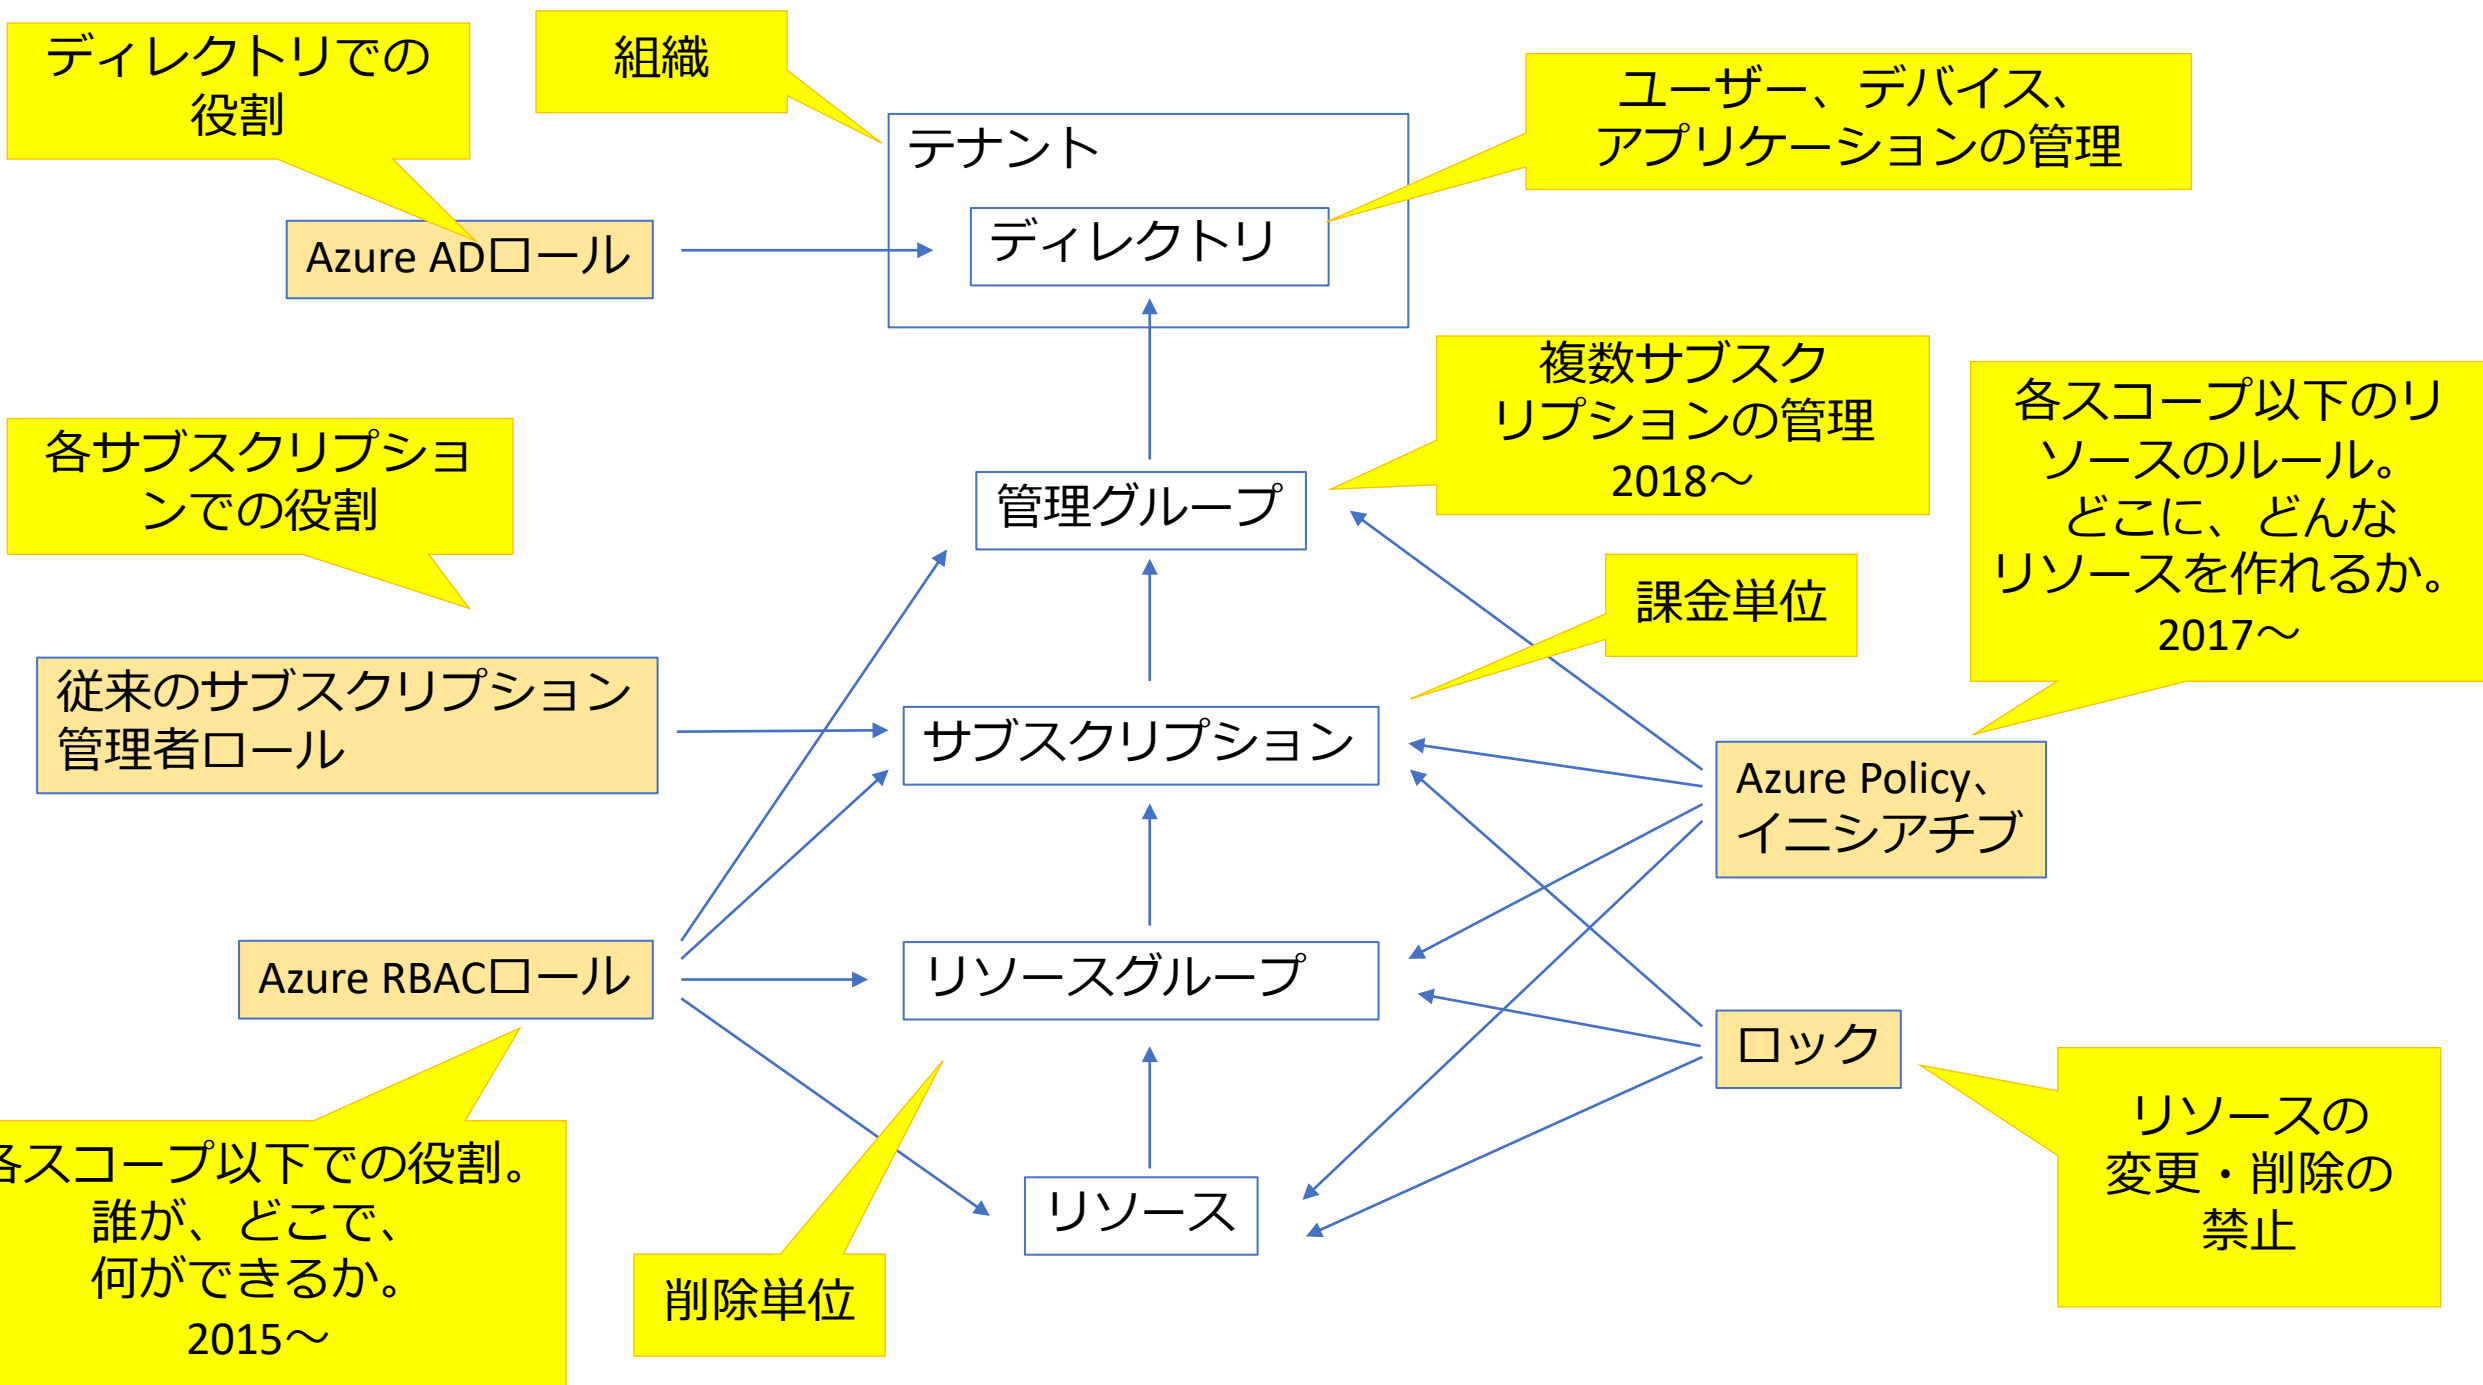 ディレクトリでの
役割
組織
ユーザー、デバイス、
アプリケーションの管理
テナント
ディレクトリ
Azure ADロール
複数サブスク
リプションの管理
2018～
各スコープ以下のリ
ソースのルール。
どこに、どんな
リソースを作れるか。
2017～
各サブスクリプショ
ンでの役割
管理グループ
課金単位
従来のサブスクリプション
管理者ロール
サブスクリプション
Azure Policy、
イニシアチブ
Azure RBACロール
リソースグループ
ロック
各スコープ以下での役割。
誰が、どこで、
何ができるか。
2015～
削除単位
リソース
リソースの
変更・削除の
禁止